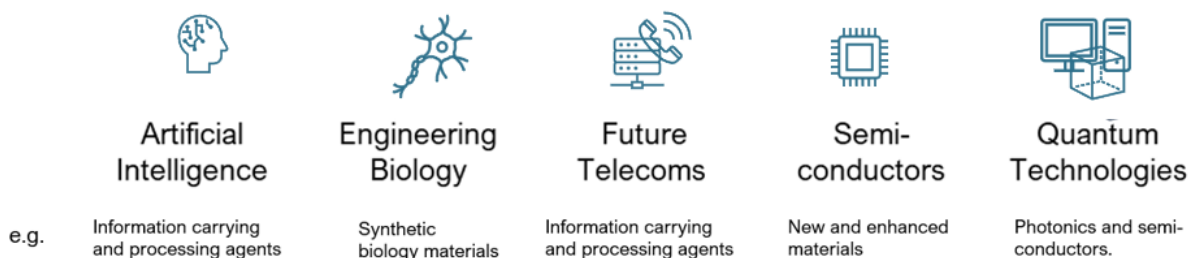 Artificial
Intelligence
Engineering
Biology
Future
Telecoms
Semi-
conductors
Quantum
Technologies
e.g.
Information carrying
and processing agents
Synthetic
biology materials
Information carrying
and processing agents
New and enhanced
materials
Photonics and semi-
conductors.